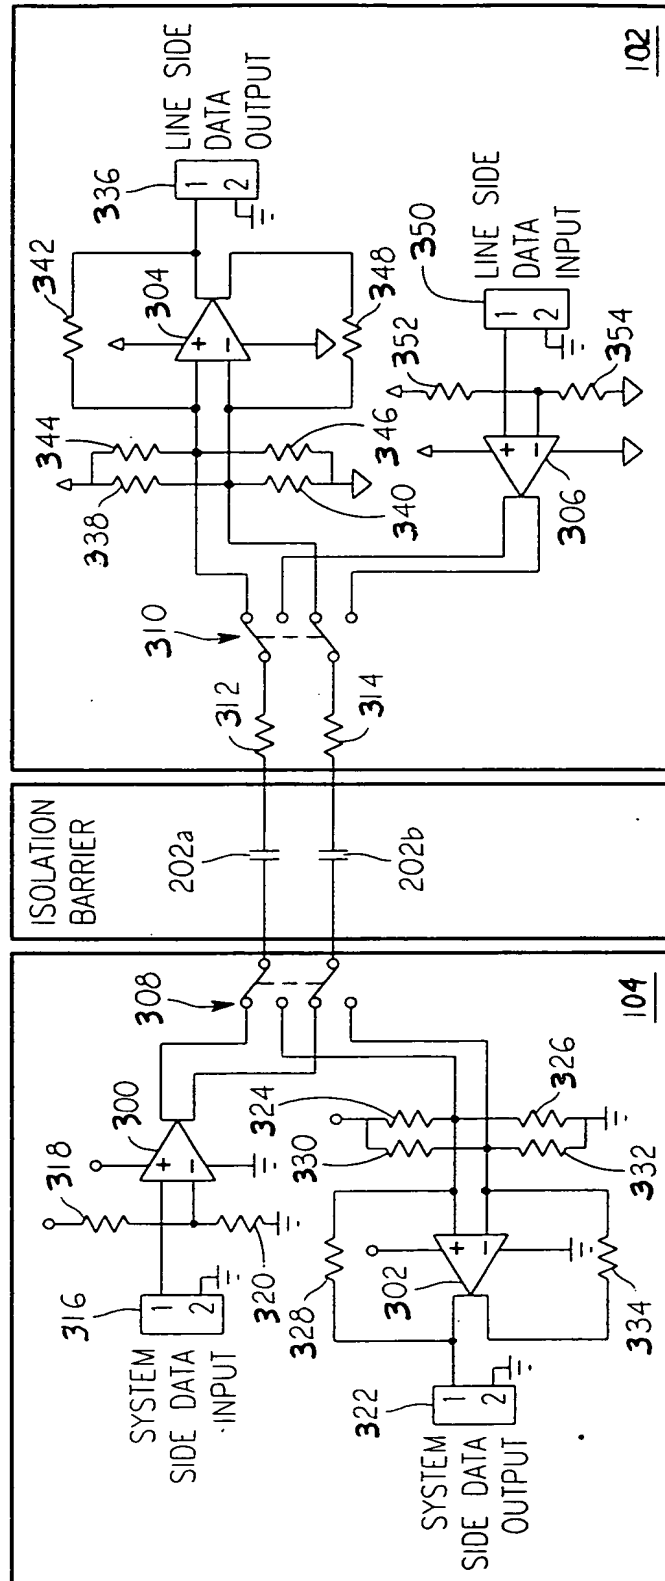 SYSTEM
SIDE DATA
INPUT
316
1
2
318
320
300
+
−
308
SYSTEM
SIDE DATA
OUTPUT
322
1
2
328
302
+
−
334
330
324
326
332
104
ISOLATION
BARRIER
202a
202b
310
312
314
338
344
342
304
+
−
340
346
348
336
1
2
LINE SIDE
DATA
OUTPUT
306
+
−
352
354
350
1
2
LINE SIDE
DATA
INPUT
102